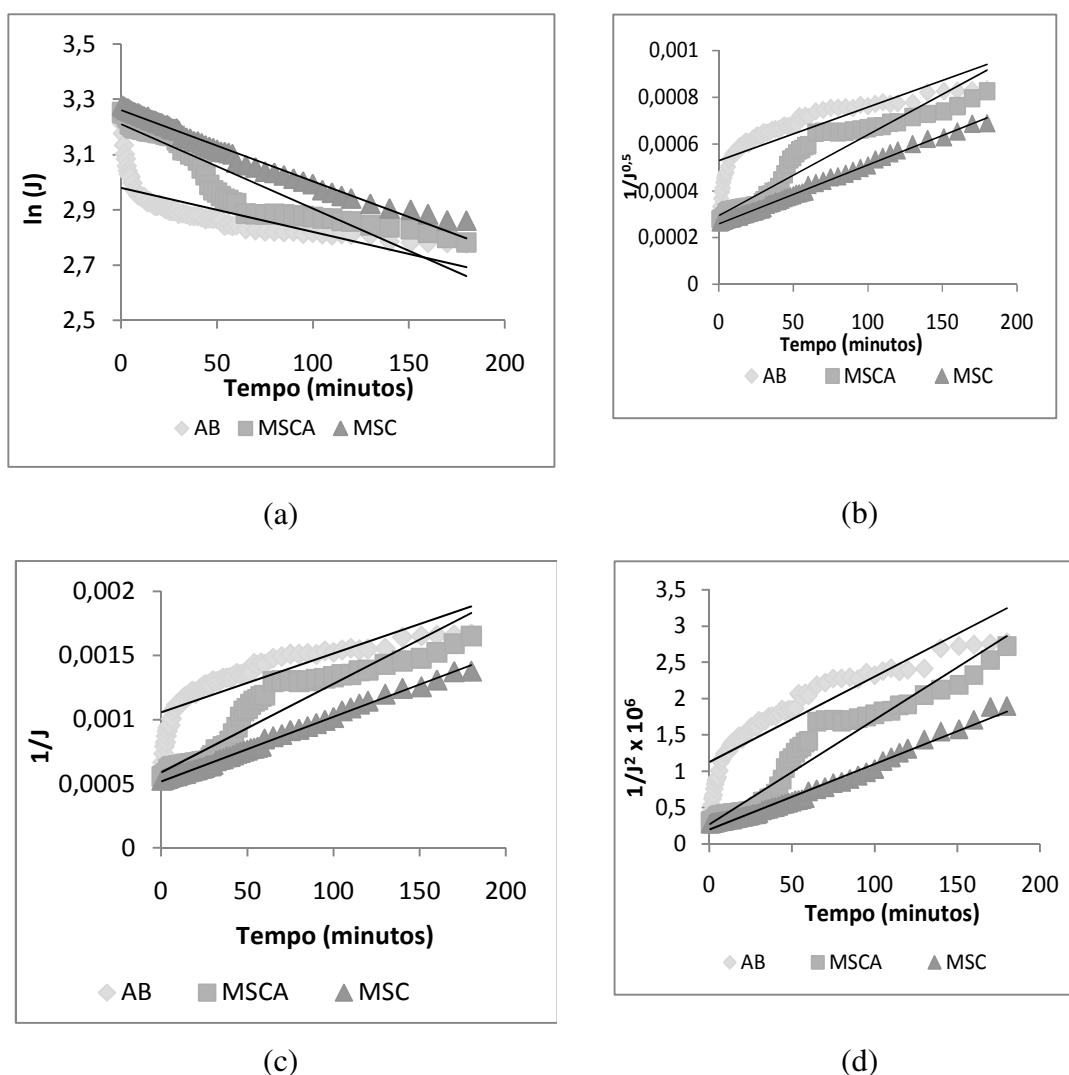 3,5
3,3
3,1
2,9
2,7
2,5
ln (J)
0 50 100 150 200
Tempo (minutos)
AB MSCA MSC
(a)
0,001
0,0008
0,0006
0,0004
0,0002
0
1/J^0,5
0 50 100 150 200
Tempo (minutos)
AB MSCA MSC
(b)
0,002
0,0015
0,001
0,0005
0
1/J
0 50 100 150 200
Tempo (minutos)
AB MSCA MSC
(c)
3,5
3
2,5
2
1,5
1
0,5
0
1/J² x 10⁶
0 50 100 150 200
Tempo (minutos)
AB MSCA MSC
(d)